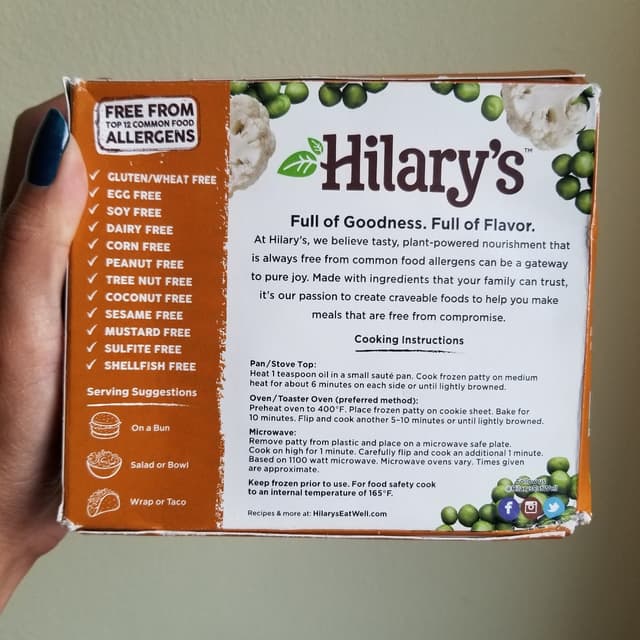 FREE FROM
TOP 12 COMMON FOOD
ALLERGENS
✓ GLUTEN/WHEAT FREE
✓ EGG FREE
✓ SOY FREE
✓ DAIRY FREE
✓ CORN FREE
✓ PEANUT FREE
✓ TREE NUT FREE
✓ COCONUT FREE
✓ SESAME FREE
✓ MUSTARD FREE
✓ SULFITE FREE
✓ SHELLFISH FREE
Serving Suggestions
On a Bun
Salad or Bowl
Wrap or Taco
Hilary's™
Full of Goodness. Full of Flavor.
At Hilary's, we believe tasty, plant-powered nourishment that
is always free from common food allergens can be a gateway
to pure joy. Made with ingredients that your family can trust,
it's our passion to create craveable foods to help you make
meals that are free from compromise.
Cooking Instructions
Pan/Stove Top:
Heat 1 teaspoon oil in a small sauté pan. Cook frozen patty on medium
heat for about 6 minutes on each side or until lightly browned.
Oven/Toaster Oven (preferred method):
Preheat oven to 400°F. Place frozen patty on cookie sheet. Bake for
10 minutes. Flip and cook another 5-10 minutes or until lightly browned.
Microwave:
Remove patty from plastic and place on a microwave safe plate.
Cook on high for 1 minute. Carefully flip and cook an additional 1 minute.
Based on 1100 watt microwave. Microwave ovens vary. Times given
are approximate.
Keep frozen prior to use. For food safety cook
to an internal temperature of 165°F.
Recipes & more at: HilarysEatWell.com
Follow us
@HilarysEatWell